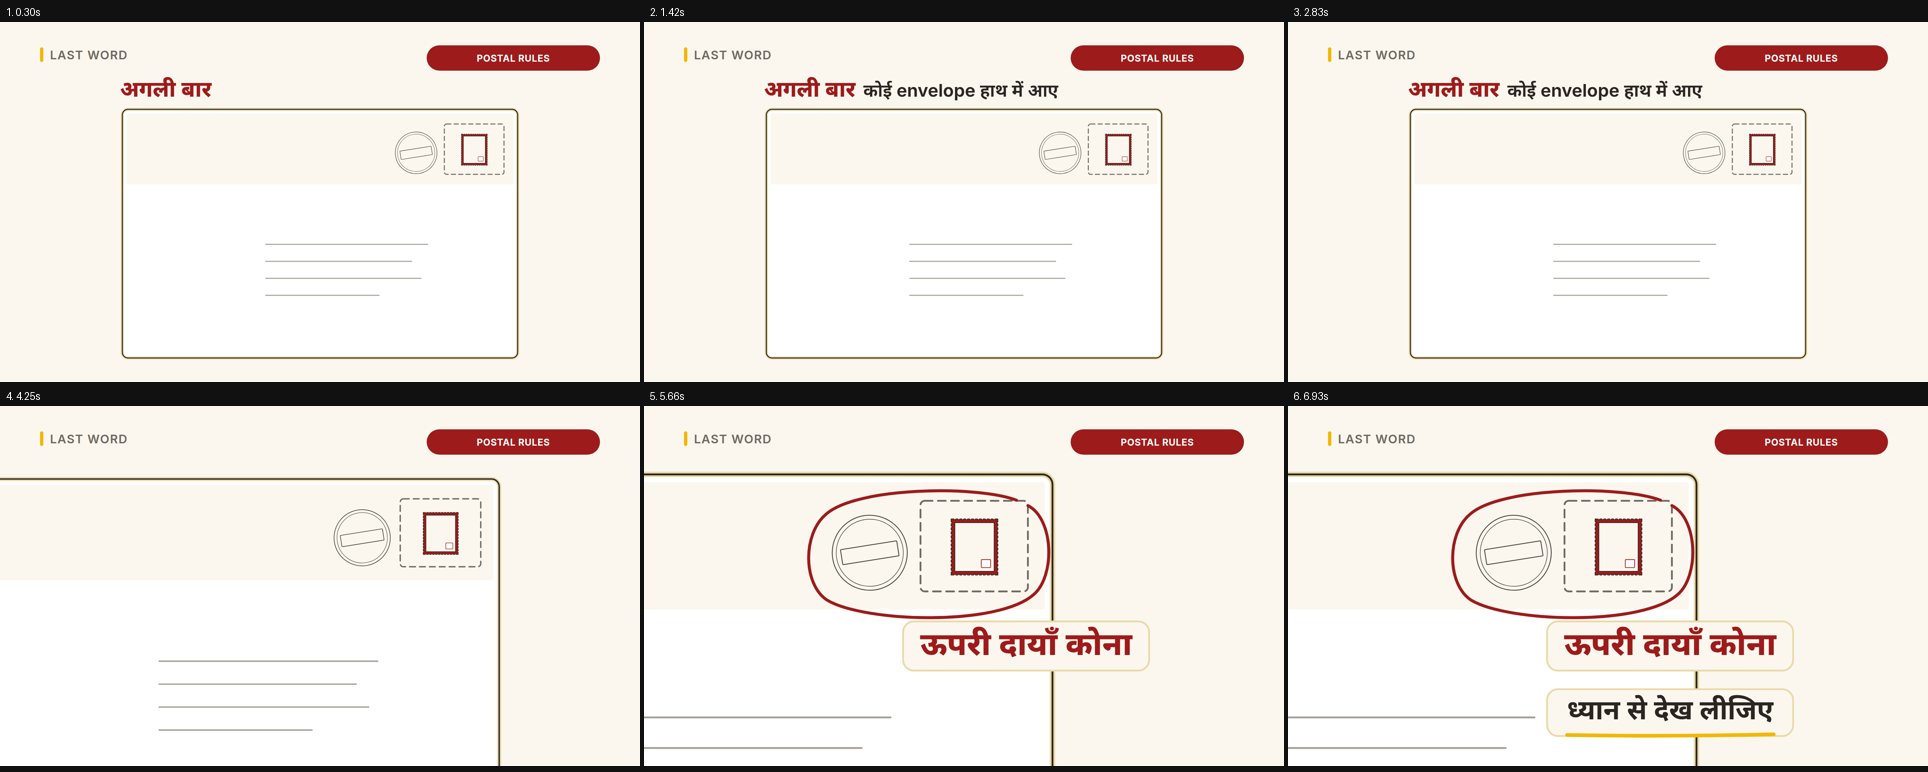 1. 0.30s
LAST WORD
POSTAL RULES
अगली बार
2. 1.42s
LAST WORD
POSTAL RULES
अगली बार कोई envelope हाथ में आए
3. 2.83s
LAST WORD
POSTAL RULES
अगली बार कोई envelope हाथ में आए
4. 4.25s
LAST WORD
POSTAL RULES
5. 5.66s
LAST WORD
POSTAL RULES
ऊपरी दायाँ कोना
6. 6.93s
LAST WORD
POSTAL RULES
ऊपरी दायाँ कोना
ध्यान से देख लीजिए